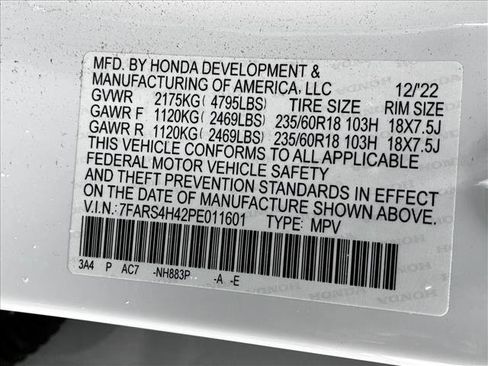 MFD. BY HONDA DEVELOPMENT &
MANUFACTURING OF AMERICA, LLC 12/'22
GVWR 2175KG( 4795LBS) TIRE SIZE RIM SIZE
GAWR F 1120KG( 2469LBS) 235/60R18 103H 18X7.5J
GAWR R 1120KG( 2469LBS) 235/60R18 103H 18X7.5J
THIS VEHICLE CONFORMS TO ALL APPLICABLE
FEDERAL MOTOR VEHICLE SAFETY
AND THEFT PREVENTION STANDARDS IN EFFECT
ON THE DATE OF MANUFACTURE SHOWN ABOVE.
V.I.N.: 7FARS4H42PE011601 TYPE: MPV
3A4 P AC7 -NH883P -A -E
HONDA HONDA HONDA